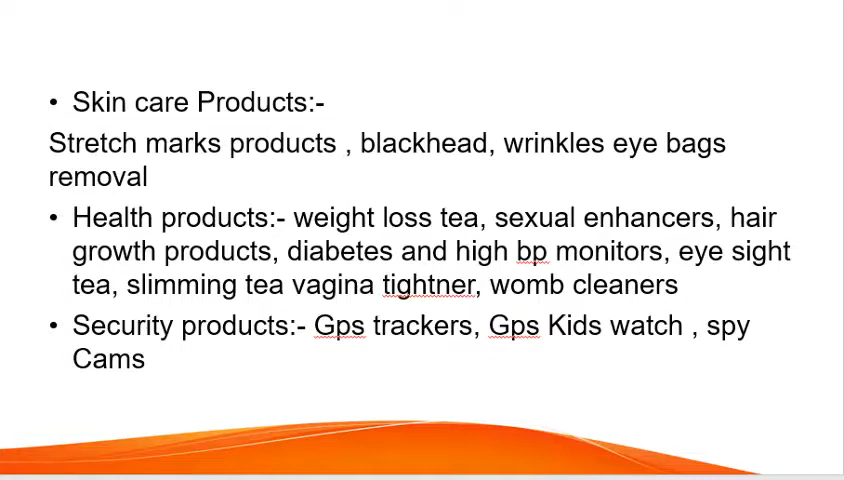 • Skin care Products:-
Stretch marks products , blackhead, wrinkles eye bags
removal
• Health products:- weight loss tea, sexual enhancers, hair
growth products, diabetes and high bp monitors, eye sight
tea, slimming tea vagina tightner, womb cleaners
• Security products:- Gps trackers, Gps Kids watch , spy
Cams